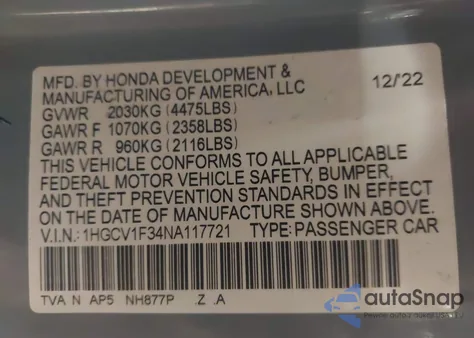 MFD. BY HONDA DEVELOPMENT &
MANUFACTURING OF AMERICA, LLC 12/'22
GVWR 2030KG (4475LBS)
GAWR F 1070KG (2358LBS)
GAWR R 960KG (2116LBS)
THIS VEHICLE CONFORMS TO ALL APPLICABLE
FEDERAL MOTOR VEHICLE SAFETY, BUMPER,
AND THEFT PREVENTION STANDARDS IN EFFECT
ON THE DATE OF MANUFACTURE SHOWN ABOVE.
V.I.N.: 1HGCV1F34NA117721 TYPE: PASSENGER CAR
TVA N AP5 NH877P .Z .A
autoSnap